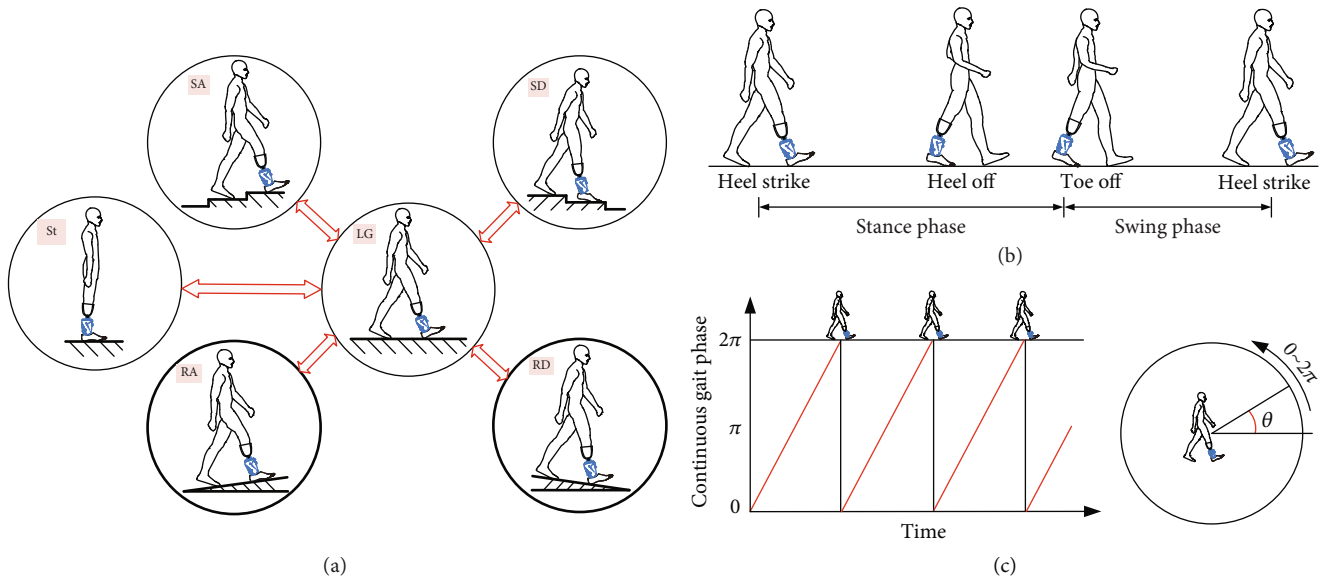 SA
SD
St
LG
RA
RD
(a)
Heel strike
Heel off
Toe off
Heel strike
Stance phase
Swing phase
(b)
Continuous gait phase
2π
π
0
Time
0~2π
θ
(c)